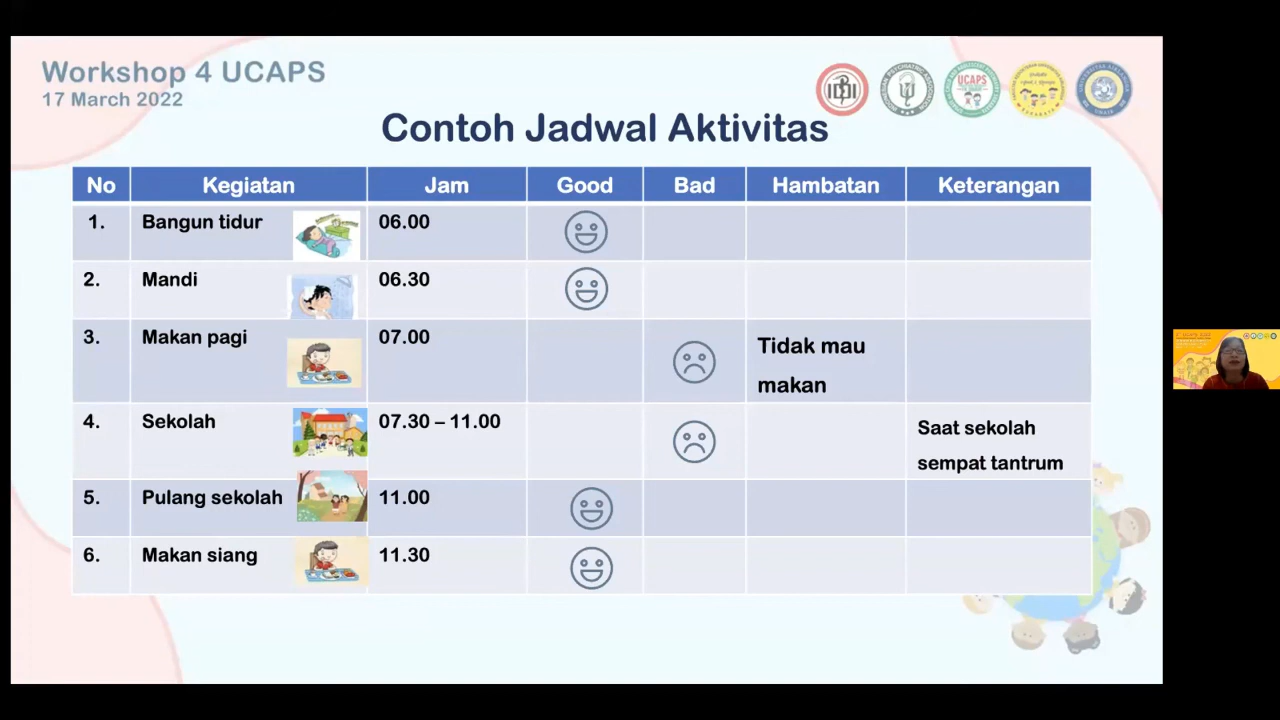 Workshop 4 UCAPS
17 March 2022
IDI
UCAPS
Contoh Jadwal Aktivitas
No Kegiatan Jam Good Bad Hambatan Keterangan
1. Bangun tidur 06.00
2. Mandi 06.30
3. Makan pagi 07.00 Tidak mau
makan
4. Sekolah 07.30 – 11.00 Saat sekolah
sempat tantrum
5. Pulang sekolah 11.00
6. Makan siang 11.30